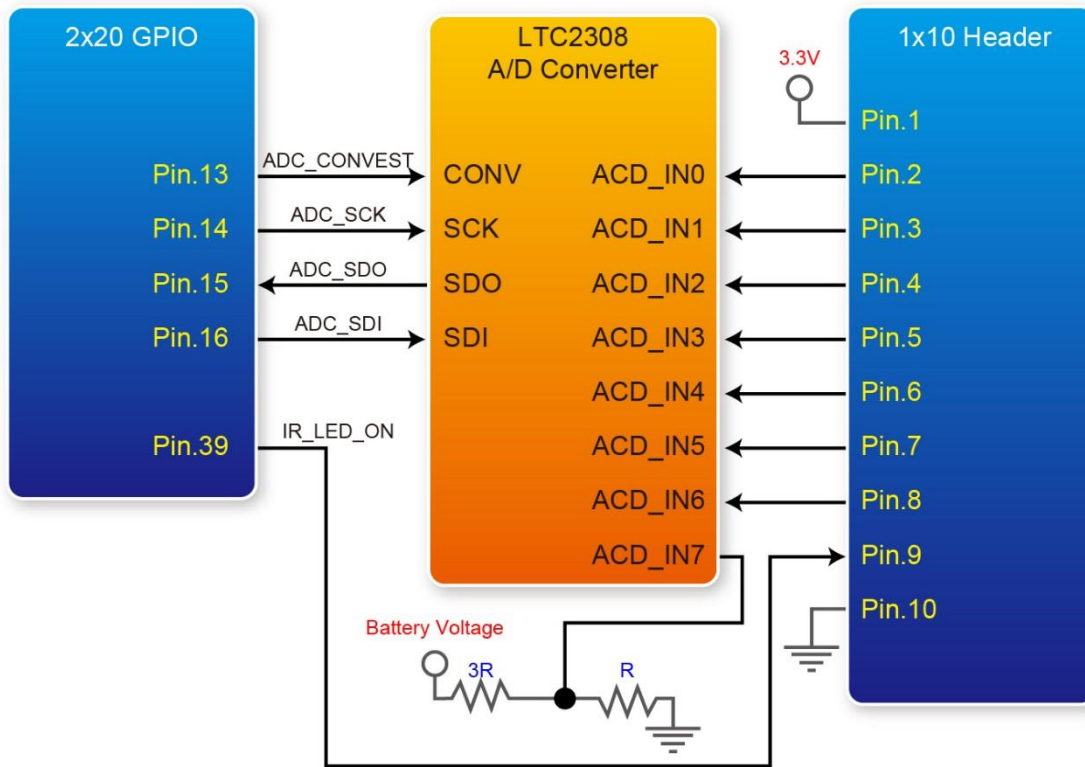 2x20 GPIO
Pin.13
Pin.14
Pin.15
Pin.16
Pin.39
ADC_CONVEST
ADC_SCK
ADC_SDO
ADC_SDI
IR_LED_ON
LTC2308
A/D Converter
CONV
SCK
SDO
SDI
ACD_IN0
ACD_IN1
ACD_IN2
ACD_IN3
ACD_IN4
ACD_IN5
ACD_IN6
ACD_IN7
Battery Voltage
3R
R
3.3V
1x10 Header
Pin.1
Pin.2
Pin.3
Pin.4
Pin.5
Pin.6
Pin.7
Pin.8
Pin.9
Pin.10